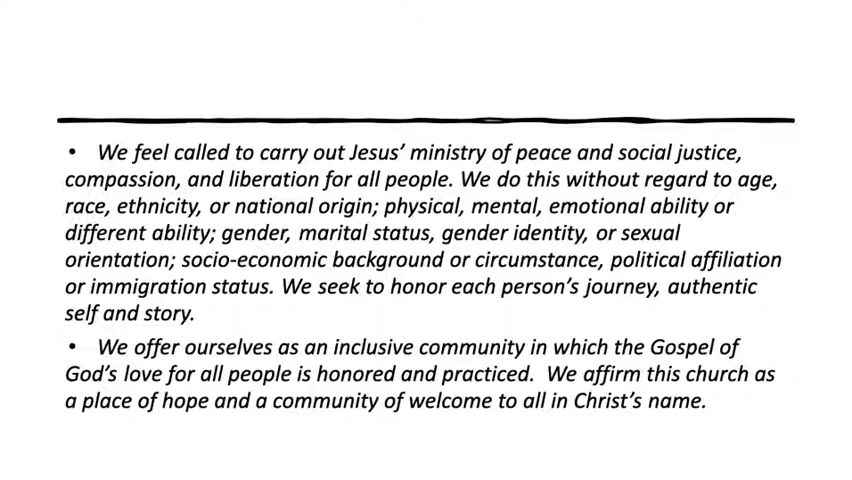 • We feel called to carry out Jesus’ ministry of peace and social justice,
compassion, and liberation for all people. We do this without regard to age,
race, ethnicity, or national origin; physical, mental, emotional ability or
different ability; gender, marital status, gender identity, or sexual
orientation; socio-economic background or circumstance, political affiliation
or immigration status. We seek to honor each person’s journey, authentic
self and story.
• We offer ourselves as an inclusive community in which the Gospel of
God’s love for all people is honored and practiced.  We affirm this church as
a place of hope and a community of welcome to all in Christ’s name.